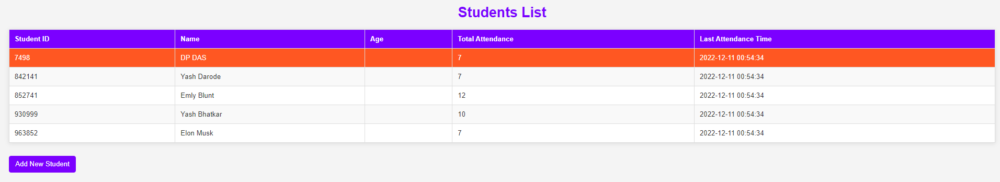 Students List
Student ID Name Age Total Attendance Last Attendance Time
7498 DP DAS 7 2022-12-11 00:54:34
842141 Yash Darode 7 2022-12-11 00:54:34
852741 Emly Blunt 12 2022-12-11 00:54:34
930999 Yash Bhatkar 10 2022-12-11 00:54:34
963852 Elon Musk 7 2022-12-11 00:54:34
Add New Student